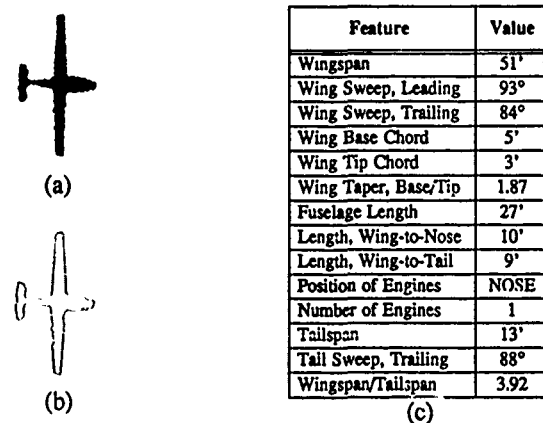 (a)
(b)
Feature Value
Wingspan 51'
Wing Sweep, Leading 93°
Wing Sweep, Trailing 84°
Wing Base Chord 5'
Wing Tip Chord 3'
Wing Taper, Base/Tip 1.87
Fuselage Length 27'
Length, Wing-to-Nose 10'
Length, Wing-to-Tail 9'
Position of Engines NOSE
Number of Engines 1
Tailspan 13'
Tail Sweep, Trailing 88°
Wingspan/Tailspan 3.92
(c)